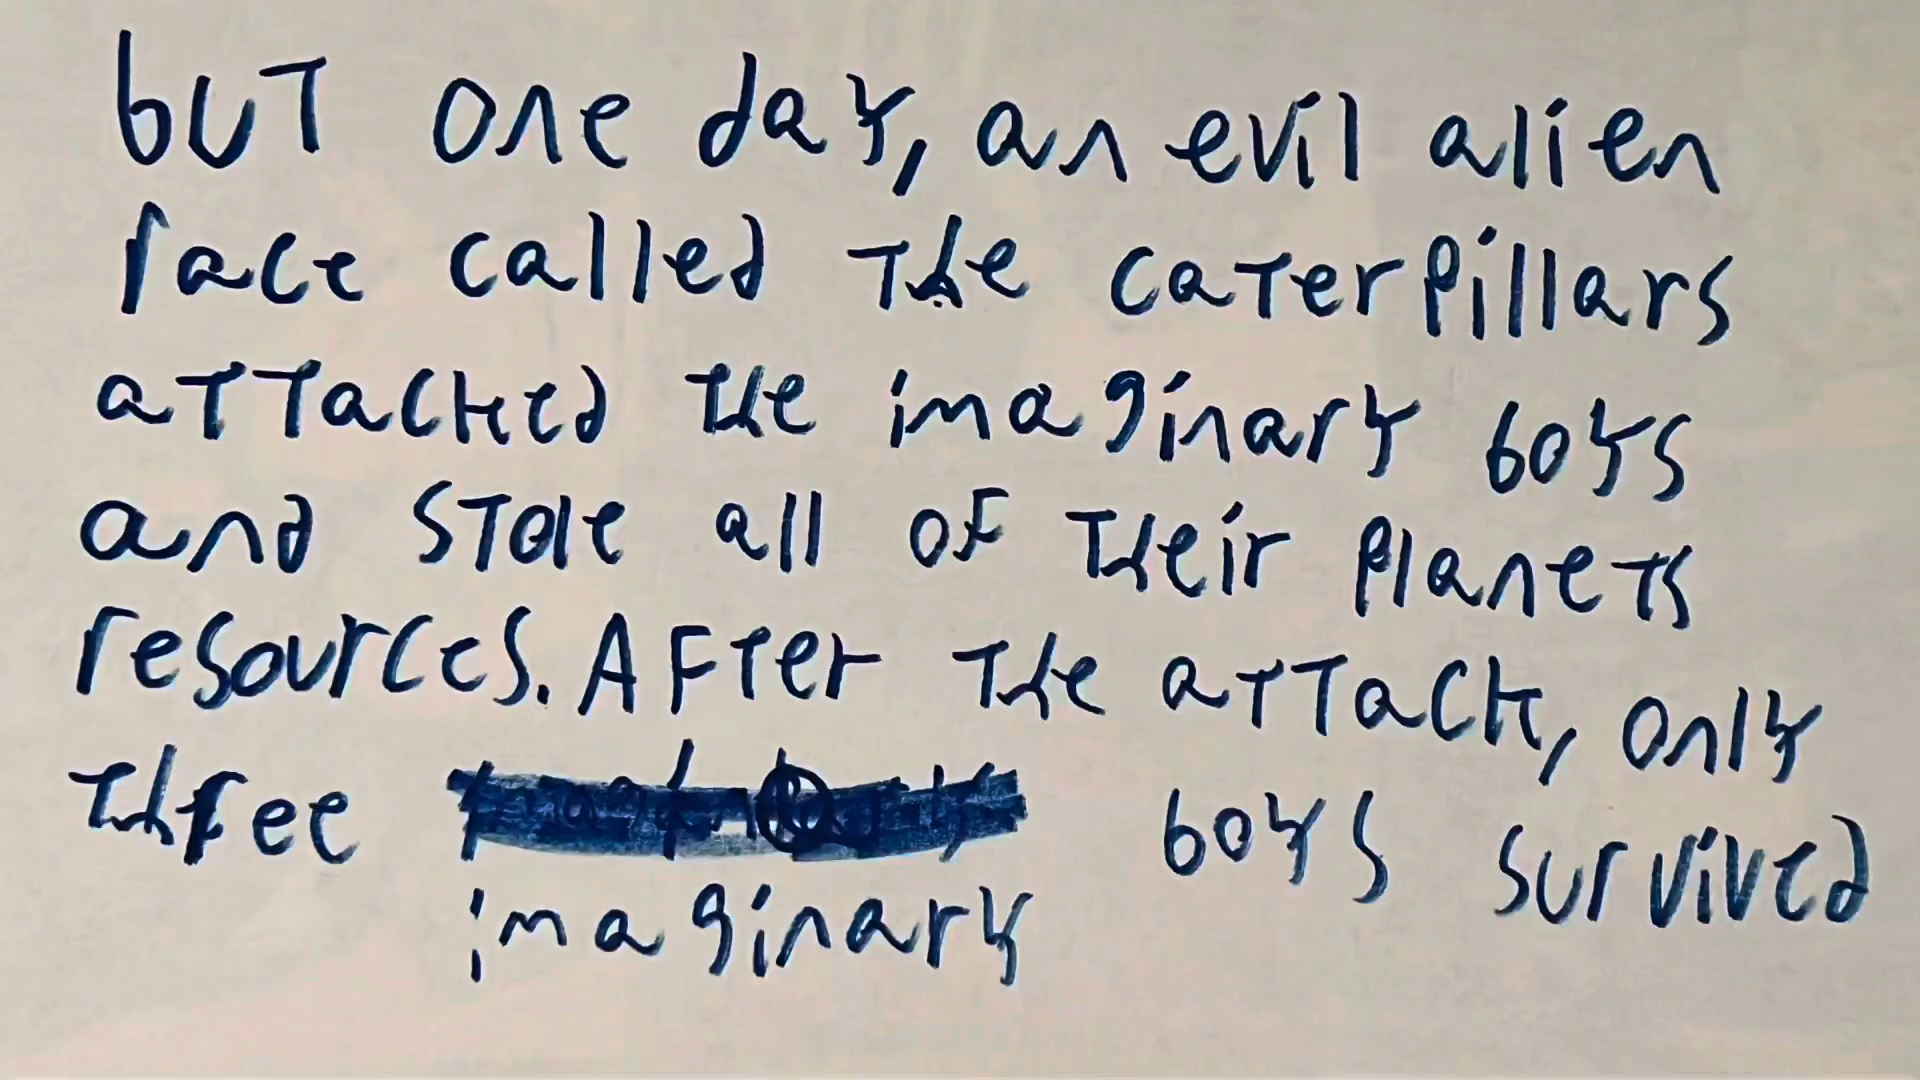 but one day, an evil alien
race called the caterpillars
attacked the imaginary boys
and stole all of their planets
resources. After the attack, only
three boys survived
imaginary